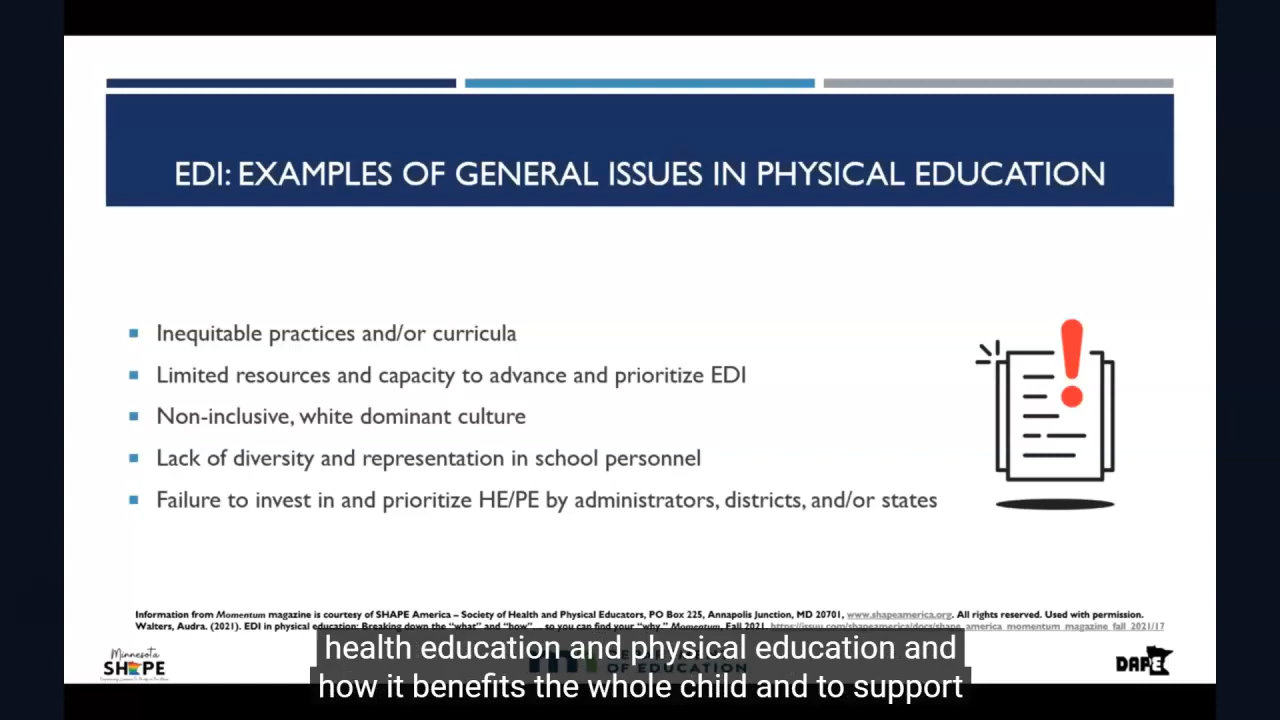 EDI: EXAMPLES OF GENERAL ISSUES IN PHYSICAL EDUCATION
Inequitable practices and/or curricula
Limited resources and capacity to advance and prioritize EDI
Non-inclusive, white dominant culture
Lack of diversity and representation in school personnel
Failure to invest in and prioritize HE/PE by administrators, districts, and/or states
Information from Momentum magazine is courtesy of SHAPE America – Society of Health and Physical Educators, PO Box 225, Annapolis Junction, MD 20701, www.shapeamerica.org. All rights reserved. Used with permission.
Walters, Audra. (2021). EDI in physical education: Breaking down the “what” and “how”… so you can find your “why.” Momentum, Fall 2021, https://issuu.com/shapeamerica/docs/shape_america_momentum_magazine_fall_2021/17
Minnesota
SHAPE
OF EDUCATION
DAPE
health education and physical education and
how it benefits the whole child and to support